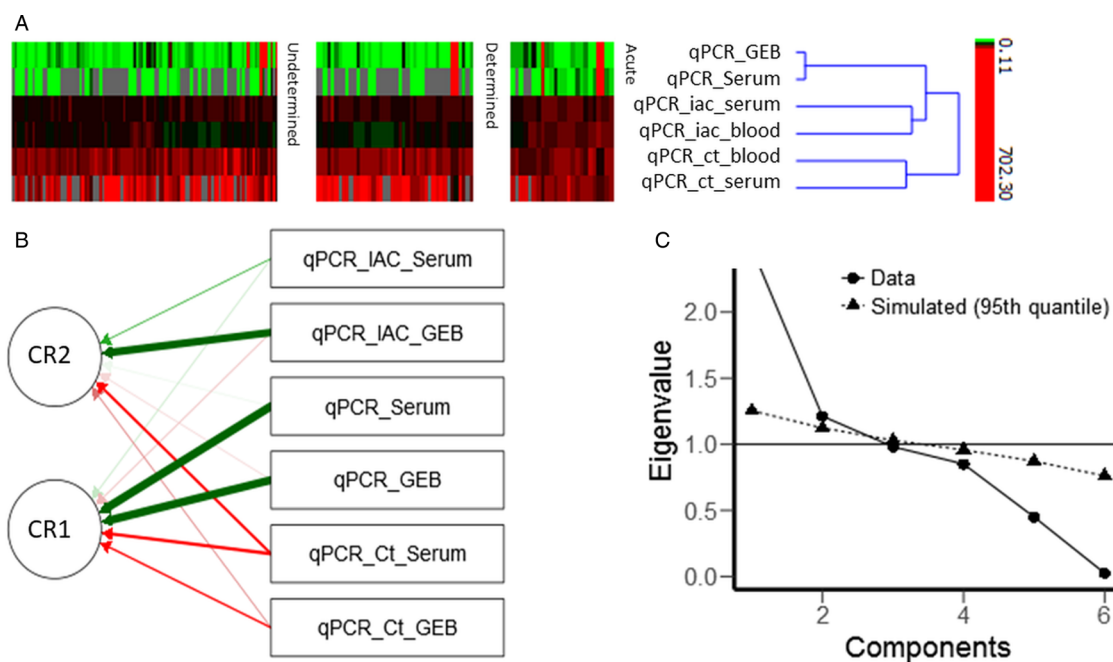 A
Undetermined
Determined
Acute
qPCR_GEB
qPCR_Serum
qPCR_iac_serum
qPCR_iac_blood
qPCR_ct_blood
qPCR_ct_serum
0.11
702.30
B
CR2
CR1
qPCR_IAC_Serum
qPCR_IAC_GEB
qPCR_Serum
qPCR_GEB
qPCR_Ct_Serum
qPCR_Ct_GEB
C
Data
Simulated (95th quantile)
Eigenvalue
2.0
1.5
1.0
0.5
0.0
2 4 6
Components